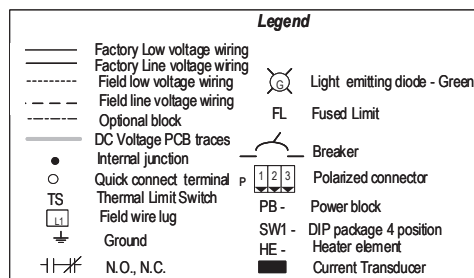 Legend
Factory Low voltage wiring
Factory Line voltage wiring
Field low voltage wiring
Field line voltage wiring
Optional block
DC Voltage PCB traces
Internal junction
Quick connect terminal
TS Thermal Limit Switch
L1 Field wire lug
Ground
N.O., N.C.
G Light emitting diode - Green
FL Fused Limit
Breaker
P 1 2 3 Polarized connector
PB - Power block
SW1 - DIP package 4 position
HE - Heater element
Current Transducer